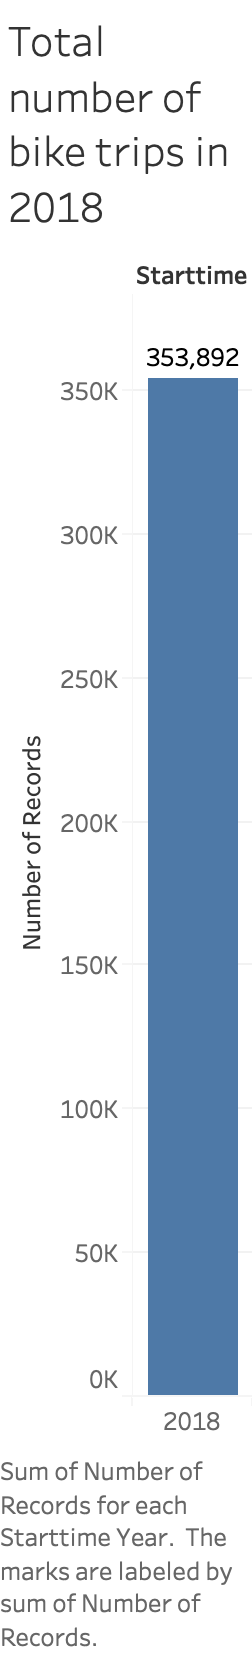 Total
number of
bike trips in
2018
Starttime
353,892
350K
300K
250K
200K
150K
100K
50K
0K
Number of Records
2018
Sum of Number of
Records for each
Starttime Year.  The
marks are labeled by
sum of Number of
Records.